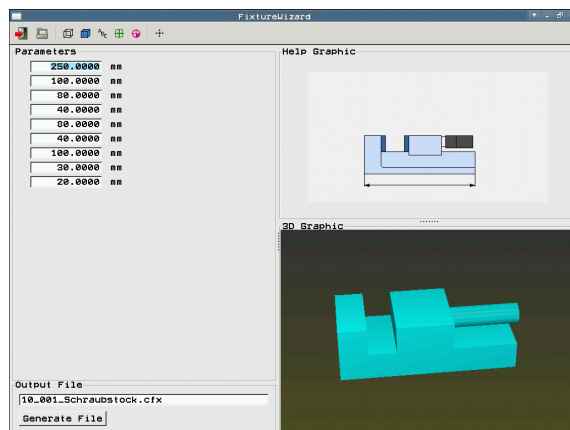 FixtureWizard
Parameters
250.0000 mm
100.0000 mm
80.0000 mm
40.0000 mm
80.0000 mm
40.0000 mm
100.0000 mm
30.0000 mm
20.0000 mm
Help Graphic
3D Graphic
Output File
10_001_Schraubstock.cfx
Generate File